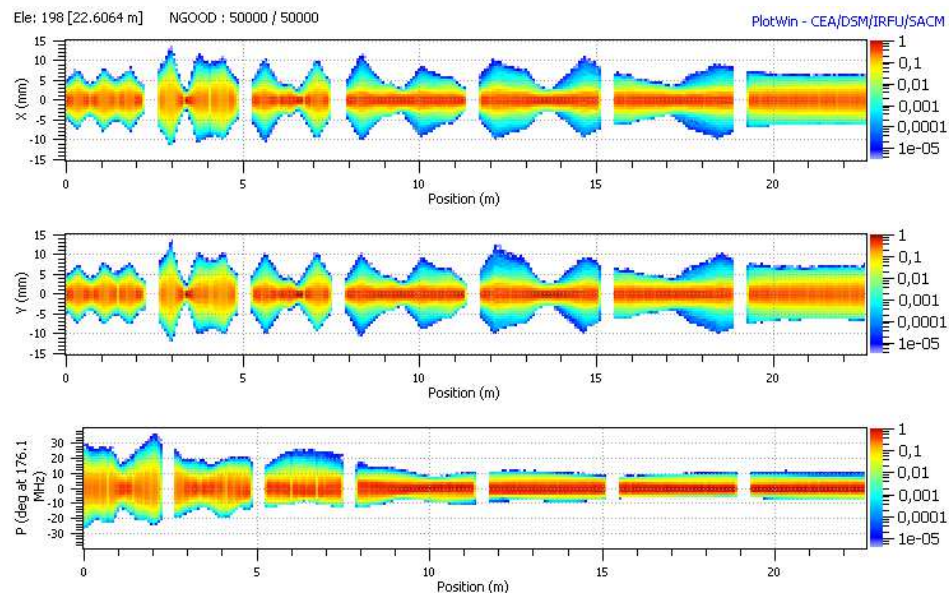 Ele: 198 [22.6064 m] NGOOD : 50000 / 50000
PlotWin - CEA/DSM/IRFU/SACM
15
10
5
0
-5
-10
-15
X (mm)
0 5 10 15 20
Position (m)
1
0,1
0,01
0,001
0,0001
1e-05
15
10
5
0
-5
-10
-15
Y (mm)
0 5 10 15 20
Position (m)
1
0,1
0,01
0,001
0,0001
1e-05
30
20
10
0
-10
-20
-30
P (deg at 176.1
MHz)
0 5 10 15 20
Position (m)
1
0,1
0,01
0,001
0,0001
1e-05